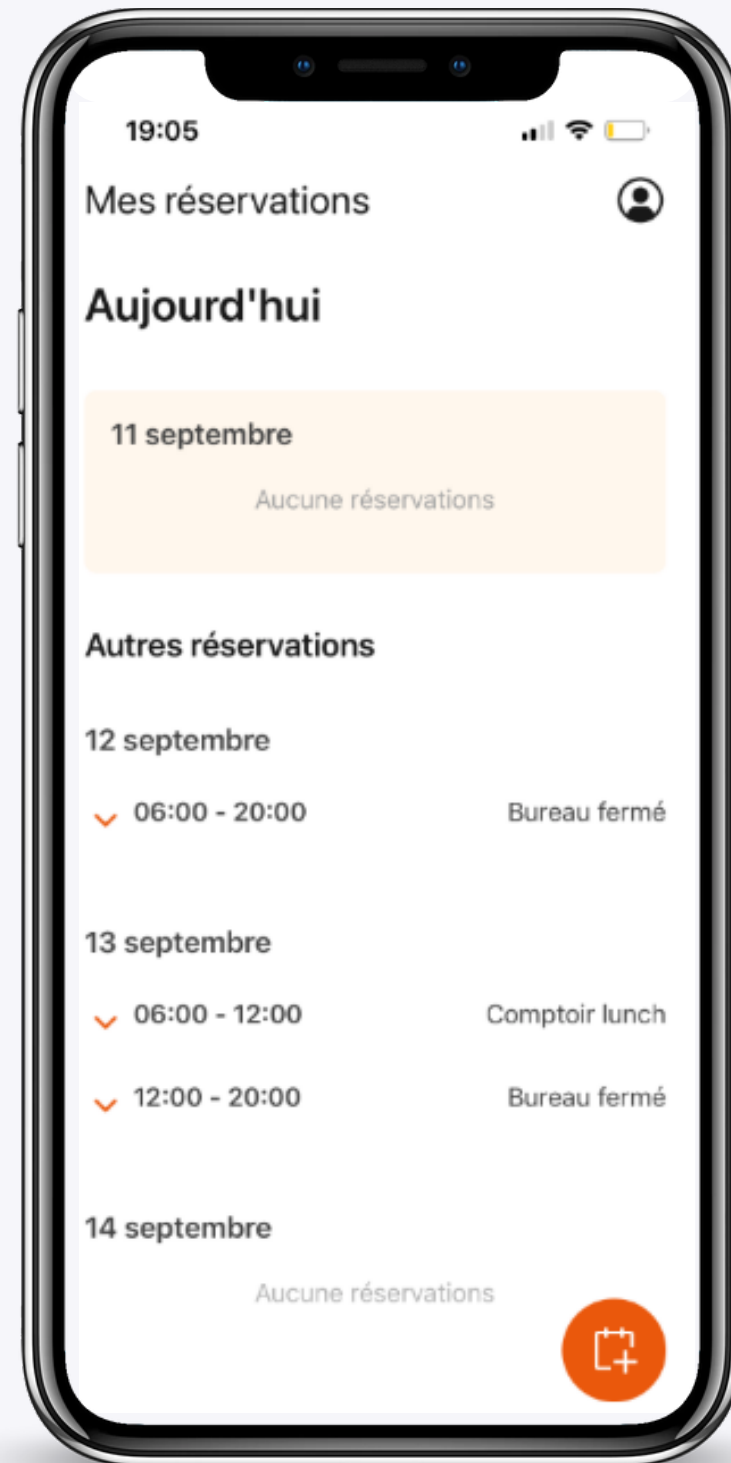 19:05
Mes réservations
Aujourd'hui
11 septembre
Aucune réservations
Autres réservations
12 septembre
06:00 - 20:00 Bureau fermé
13 septembre
06:00 - 12:00 Comptoir lunch
12:00 - 20:00 Bureau fermé
14 septembre
Aucune réservations